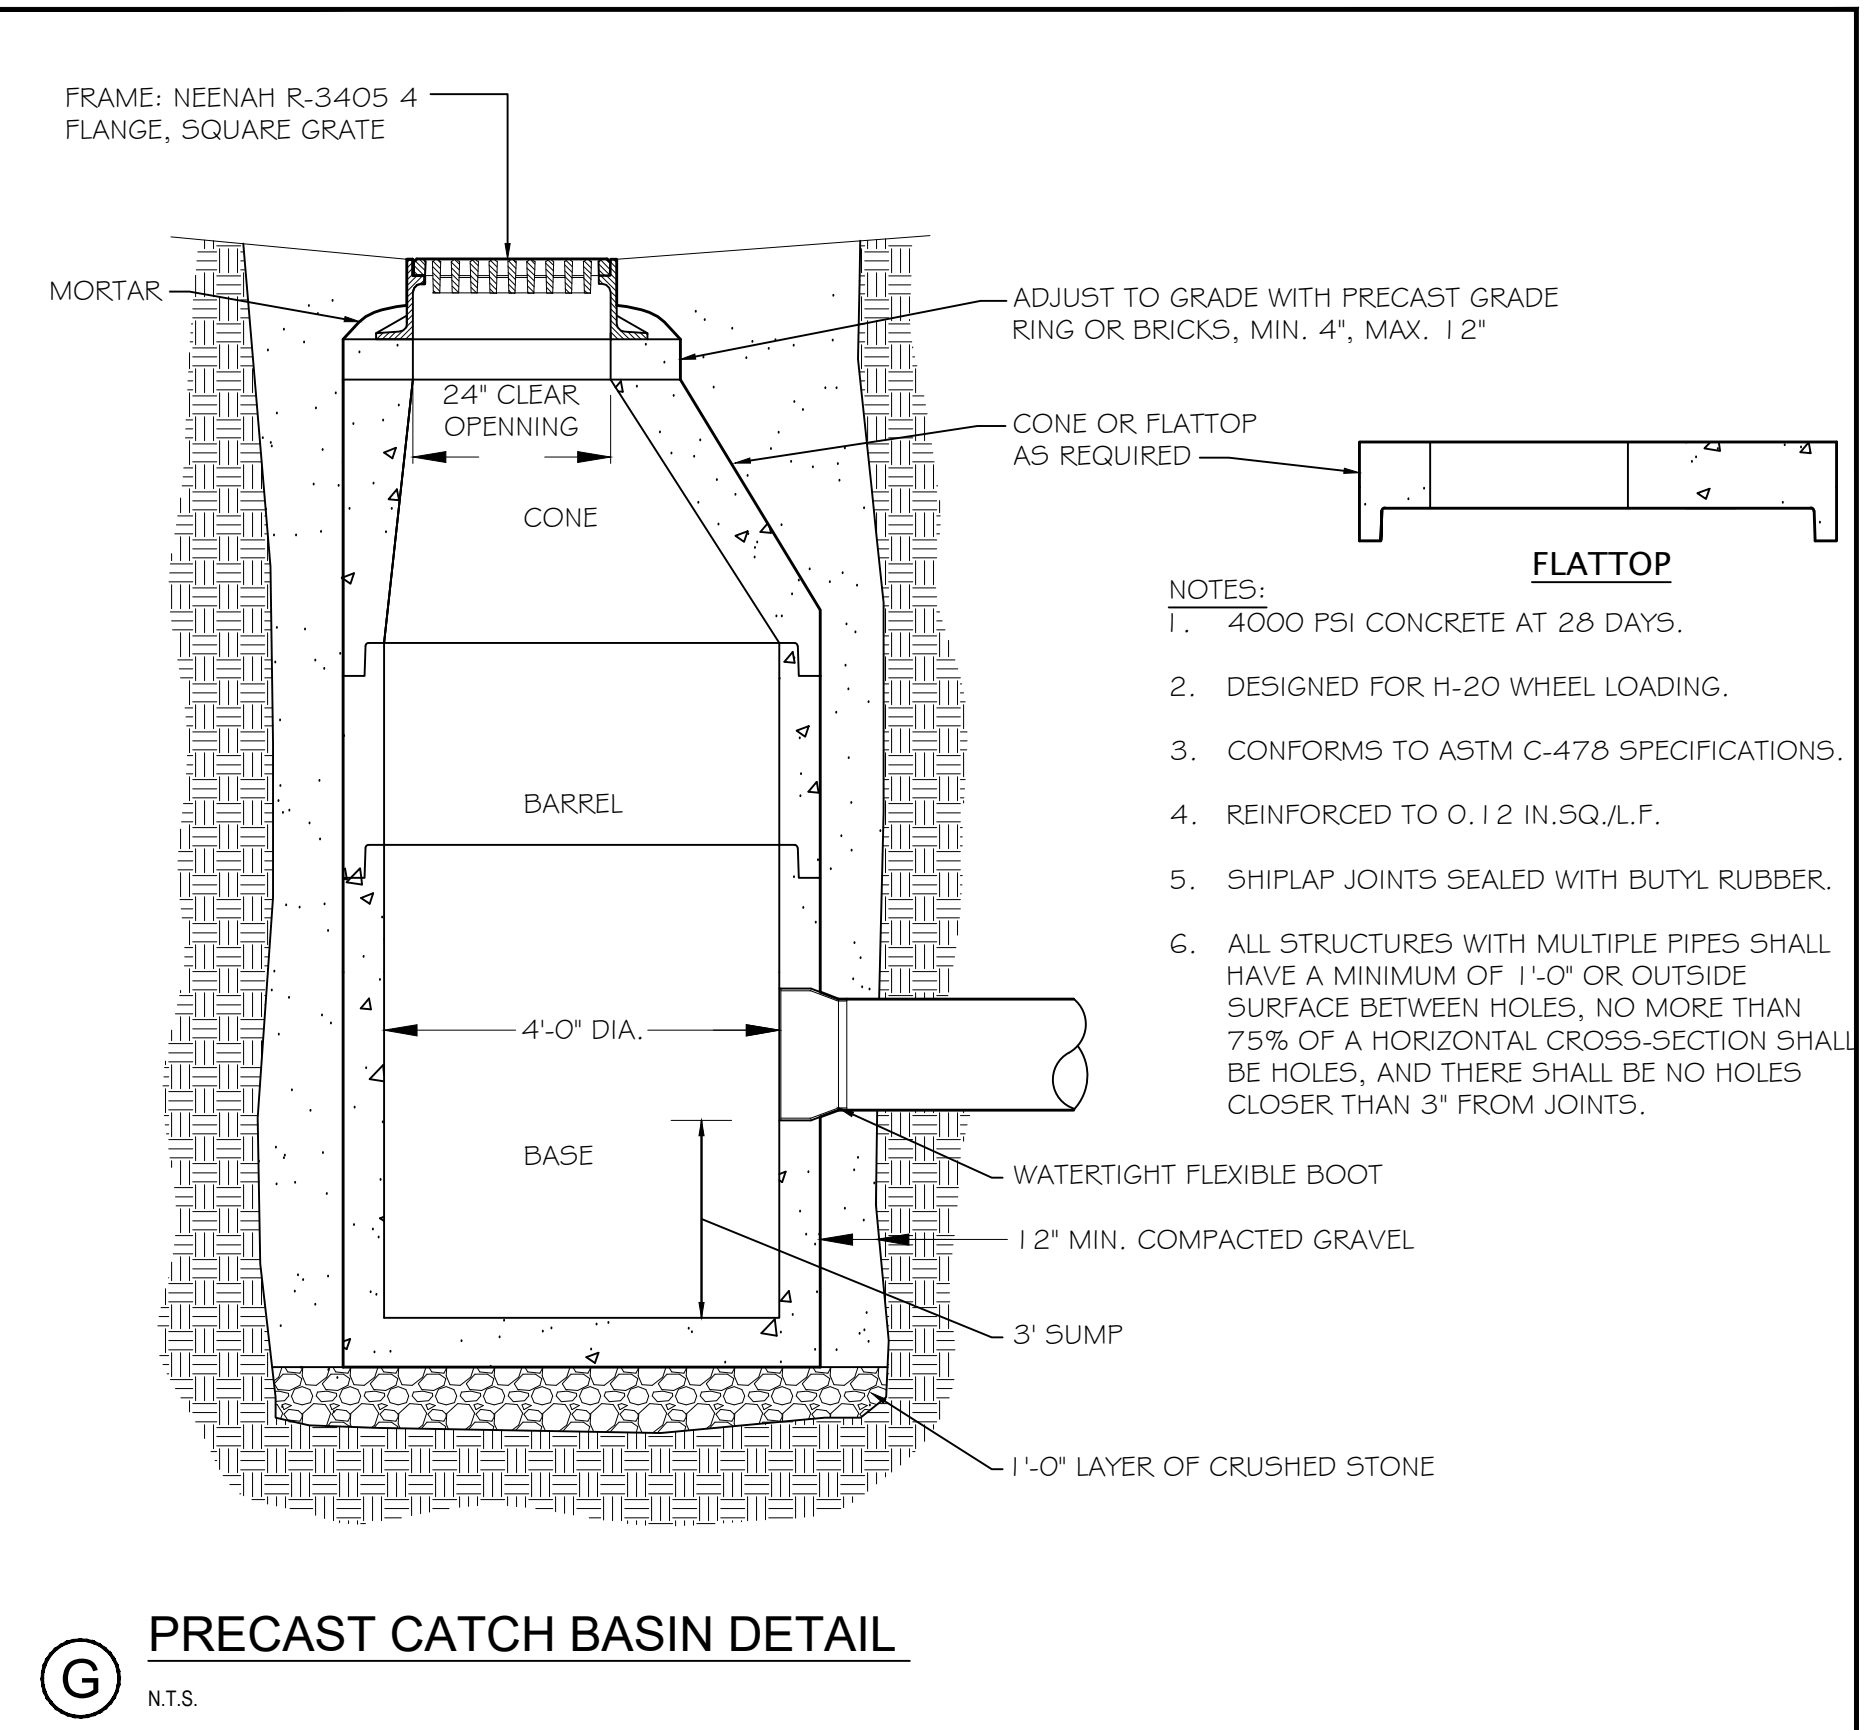 FRAME: NEENAH R-3405 4
FLANGE, SQUARE GRATE
MORTAR
ADJUST TO GRADE WITH PRECAST GRADE
RING OR BRICKS, MIN. 4", MAX. 12"
24" CLEAR
OPENNING
CONE OR FLATTOP
AS REQUIRED
CONE
FLATTOP
NOTES:
1. 4000 PSI CONCRETE AT 28 DAYS.
2. DESIGNED FOR H-20 WHEEL LOADING.
3. CONFORMS TO ASTM C-478 SPECIFICATIONS.
4. REINFORCED TO 0.12 IN.SQ./L.F.
5. SHIPLAP JOINTS SEALED WITH BUTYL RUBBER.
6. ALL STRUCTURES WITH MULTIPLE PIPES SHALL
HAVE A MINIMUM OF 1'-0" OR OUTSIDE
SURFACE BETWEEN HOLES, NO MORE THAN
75% OF A HORIZONTAL CROSS-SECTION SHALL
BE HOLES, AND THERE SHALL BE NO HOLES
CLOSER THAN 3" FROM JOINTS.
BARREL
4'-0" DIA.
BASE
WATERTIGHT FLEXIBLE BOOT
12" MIN. COMPACTED GRAVEL
3' SUMP
1'-0" LAYER OF CRUSHED STONE
G
PRECAST CATCH BASIN DETAIL
N.T.S.